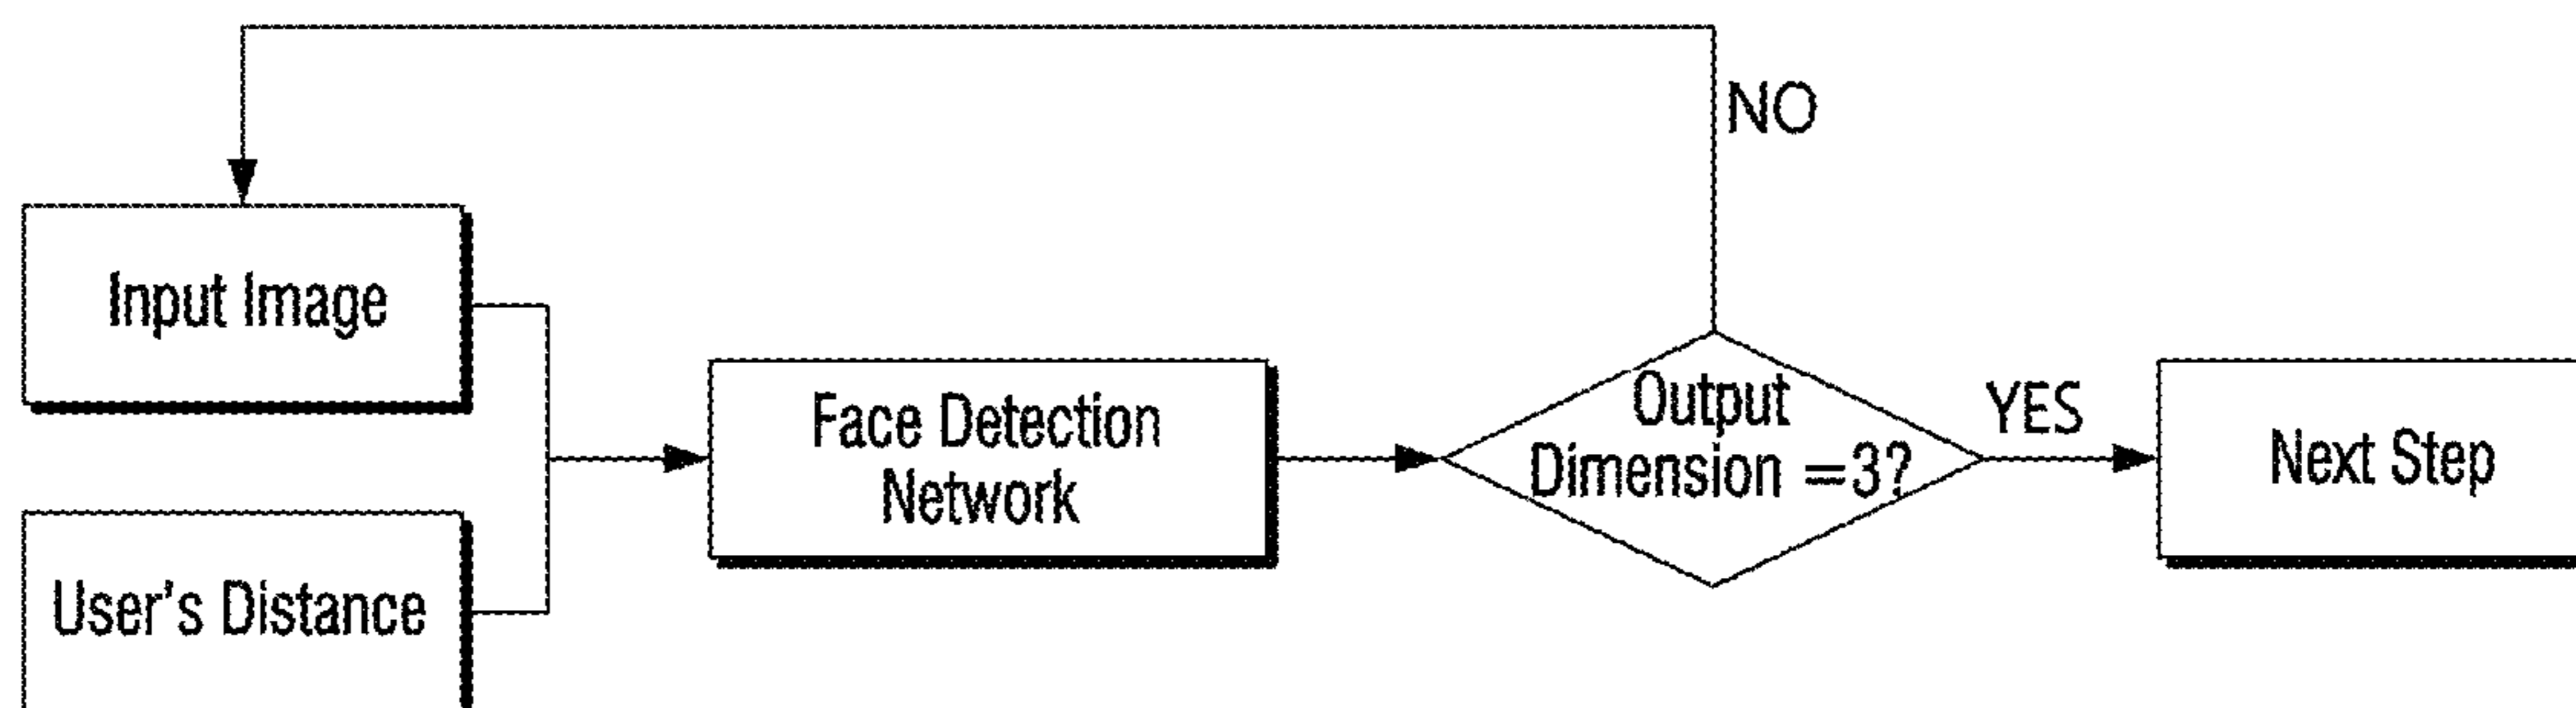 NO
Input Image
Face Detection
Network
Output
Dimension =3?
YES
Next Step
User's Distance